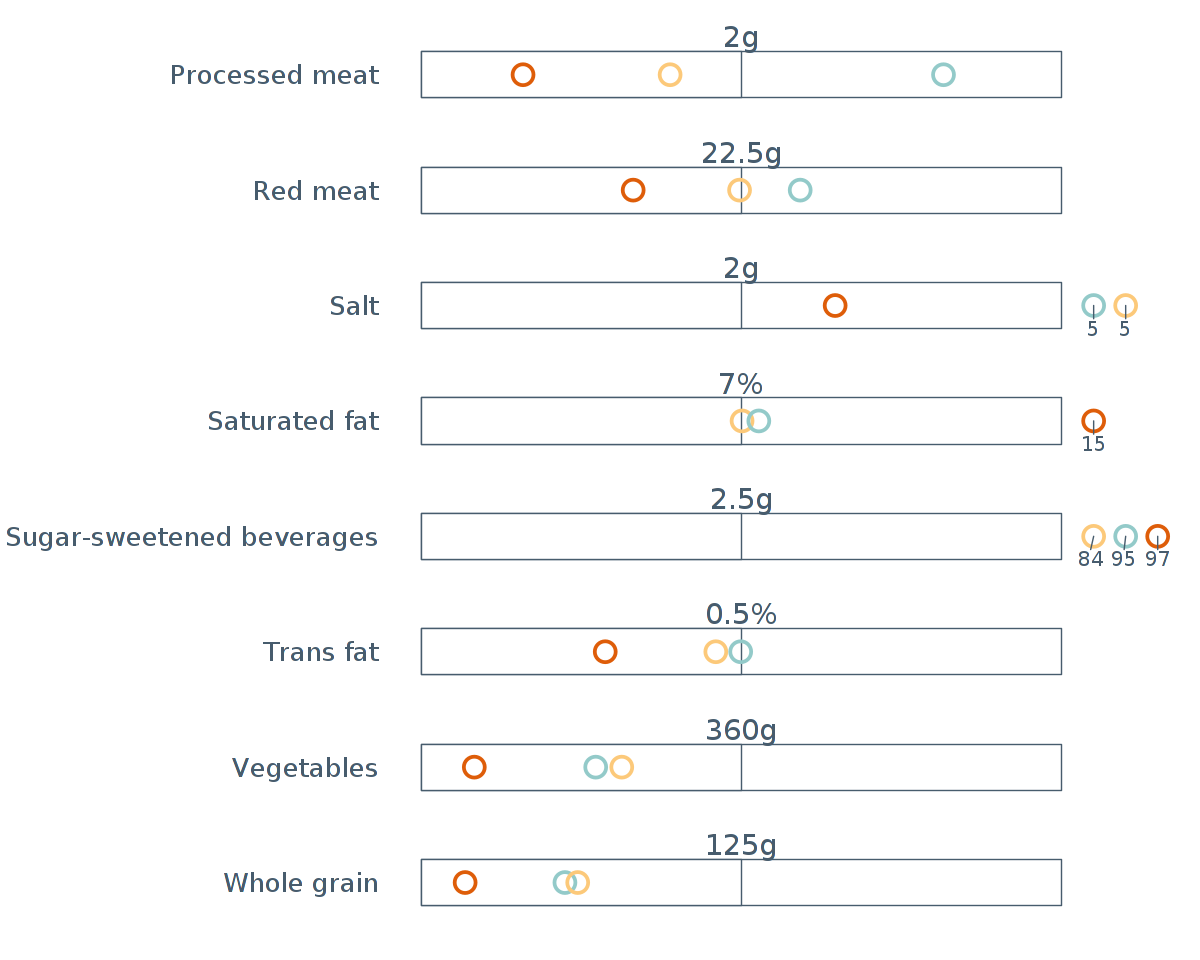 2g
Processed meat
22.5g
Red meat
2g
Salt
5 5
7%
Saturated fat
15
2.5g
Sugar-sweetened beverages
84 95 97
0.5%
Trans fat
360g
Vegetables
125g
Whole grain